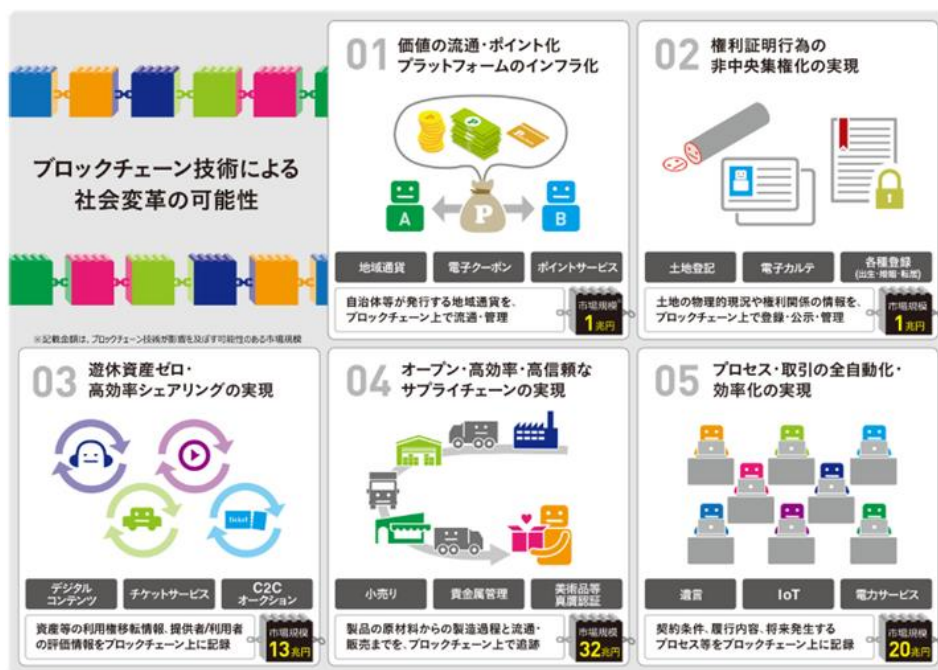 ブロックチェーン技術による
社会変革の可能性
※記載金額は、ブロックチェーン技術が影響を及ぼす可能性のある市場規模
01
価値の流通・ポイント化
プラットフォームのインフラ化
P
A
P
B
地域通貨
電子クーポン
ポイントサービス
自治体等が発行する地域通貨を、
ブロックチェーン上で流通・管理
市場規模
1兆円
02
権利証明行為の
非中央集権化の実現
土地登記
電子カルテ
各種登録
(出生・婚姻・転居)
土地の物理的現況や権利関係の情報を、
ブロックチェーン上で登録・公示・管理
市場規模
1兆円
03
遊休資産ゼロ・
高効率シェアリングの実現
Ticket
デジタル
コンテンツ
チケットサービス
C2C
オークション
資産等の利用権移転情報、提供者/利用者
の評価情報をブロックチェーン上に記録
市場規模
13兆円
04
オープン・高効率・高信頼な
サプライチェーンの実現
小売り
貴金属管理
美術品等
真贋認証
製品の原材料からの製造過程と流通・
販売までを、ブロックチェーン上で追跡
市場規模
32兆円
05
プロセス・取引の全自動化・
効率化の実現
遺言
IoT
電力サービス
契約条件、履行内容、将来発生する
プロセス等をブロックチェーン上に記録
市場規模
20兆円